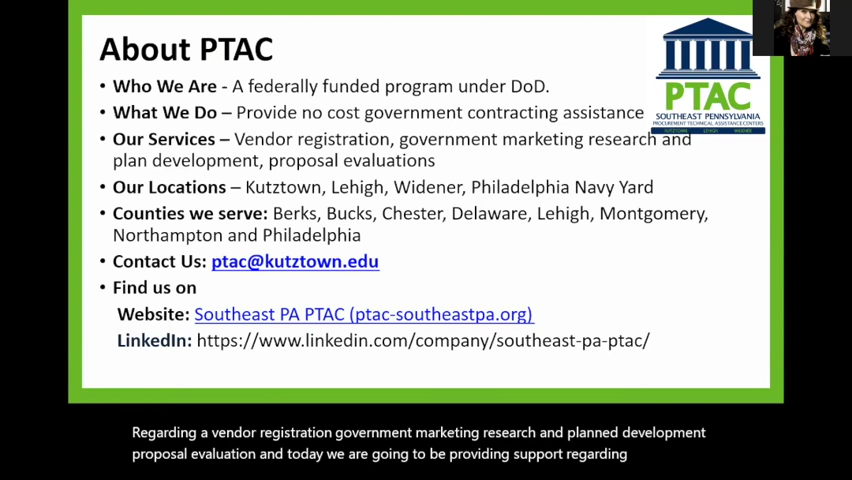 About PTAC
• Who We Are - A federally funded program under DoD.
• What We Do – Provide no cost government contracting assistance
• Our Services – Vendor registration, government marketing research and
plan development, proposal evaluations
• Our Locations – Kutztown, Lehigh, Widener, Philadelphia Navy Yard
• Counties we serve: Berks, Bucks, Chester, Delaware, Lehigh, Montgomery,
Northampton and Philadelphia
• Contact Us: ptac@kutztown.edu
• Find us on
Website: Southeast PA PTAC (ptac-southeastpa.org)
LinkedIn: https://www.linkedin.com/company/southeast-pa-ptac/
PTAC
SOUTHEAST PENNSYLVANIA
PROCUREMENT TECHNICAL ASSISTANCE CENTERS
KUTZTOWN LEHIGH WIDENER
Regarding a vendor registration government marketing research and planned development
proposal evaluation and today we are going to be providing support regarding